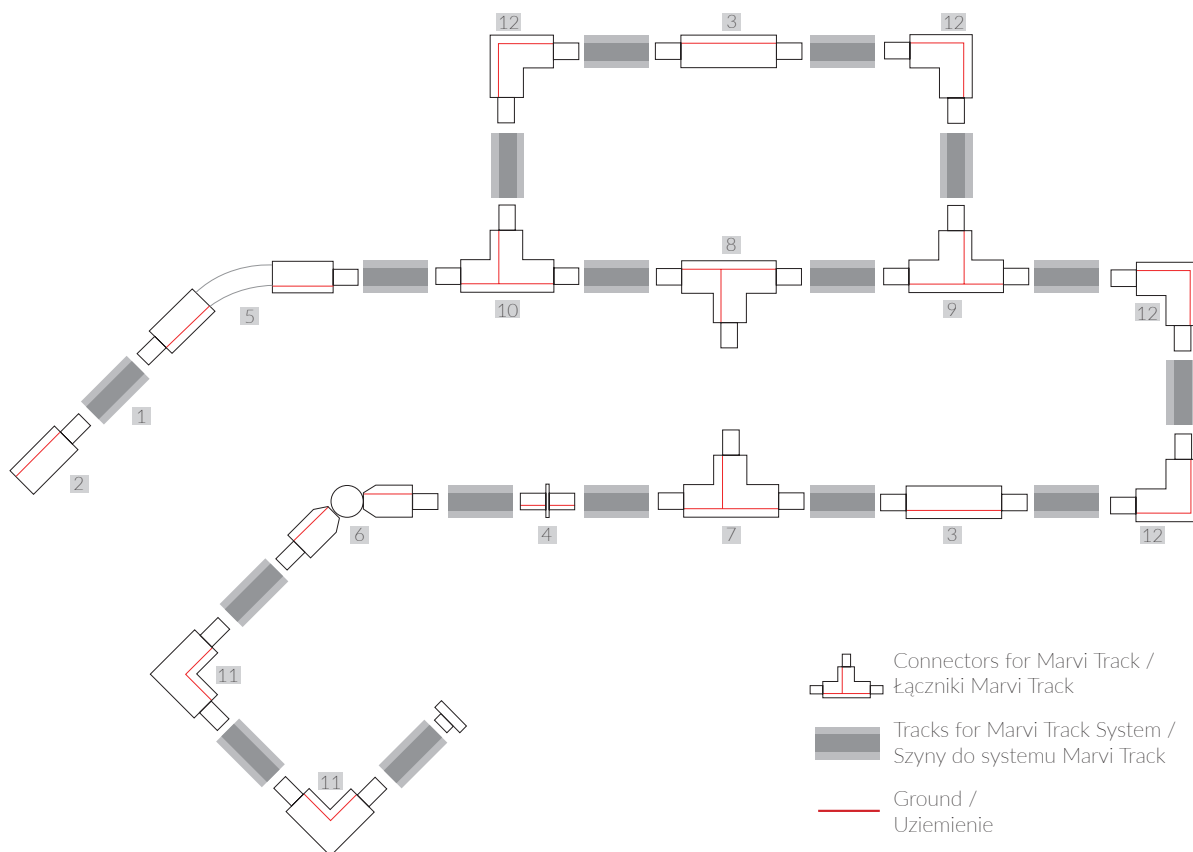 12
3
12
8
5
10
9
12
1
2
6
4
7
3
12
11
11
Connectors for Marvi Track /
Łączniki Marvi Track
Tracks for Marvi Track System /
Szyny do systemu Marvi Track
Ground /
Uziemienie